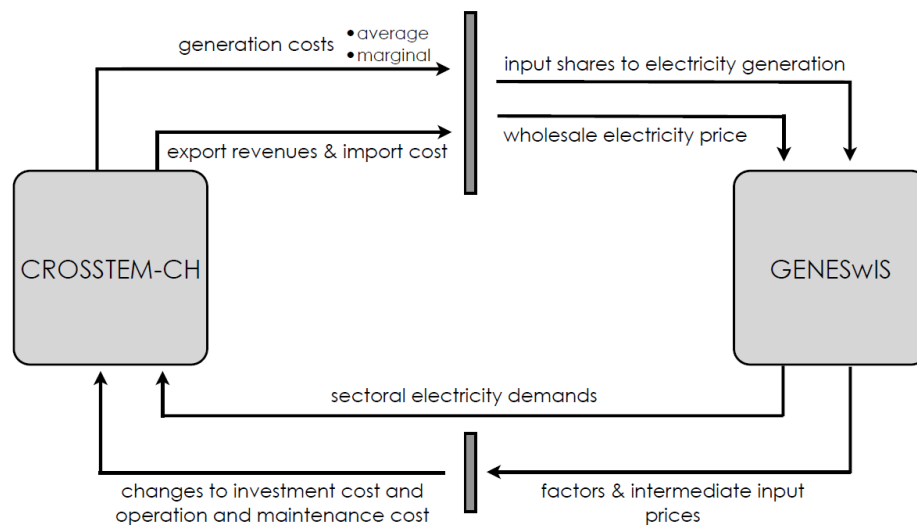 generation costs
• average
• marginal
input shares to electricity generation
export revenues & import cost
wholesale electricity price
CROSSTEM-CH
GENESwIS
sectoral electricity demands
changes to investment cost and
operation and maintenance cost
factors & intermediate input
prices